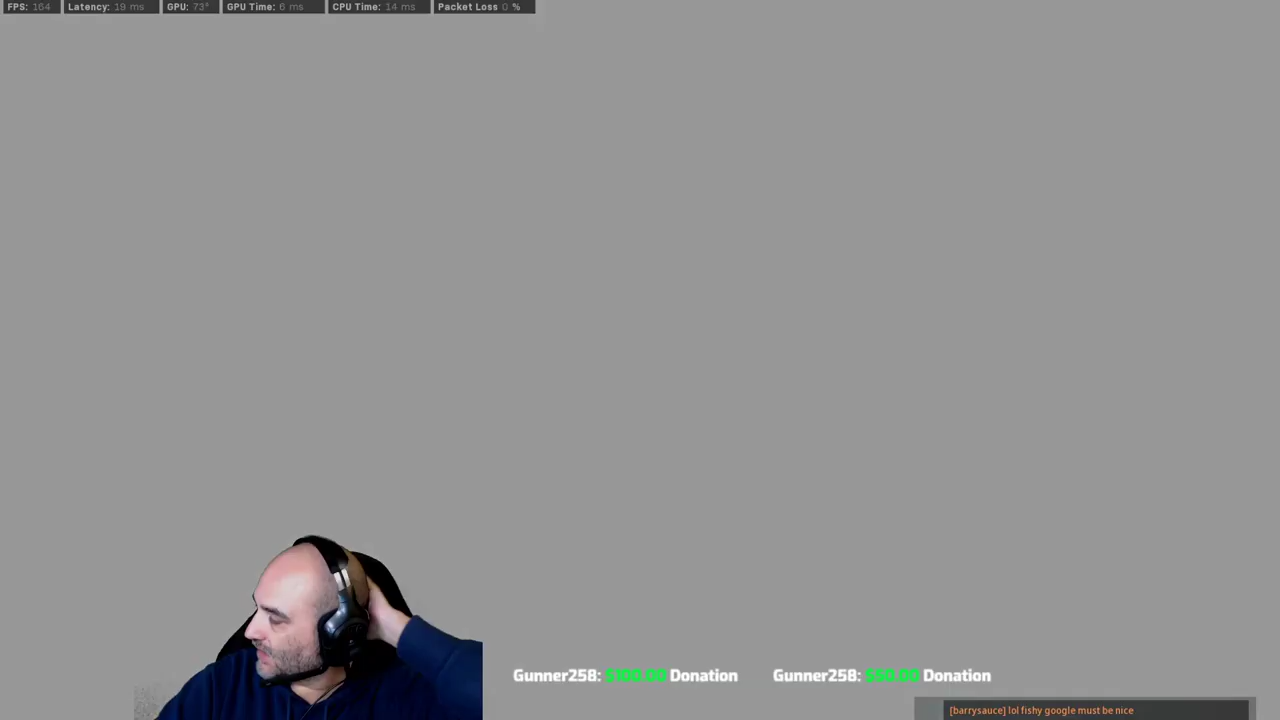 FPS: 164 Latency: 19 ms GPU: 73° GPU Time: 6 ms CPU Time: 14 ms Packet Loss 0 %
Gunner258: $100.00 Donation Gunner258: $50.00 Donation
[barrysauce] lol fishy google must be nice